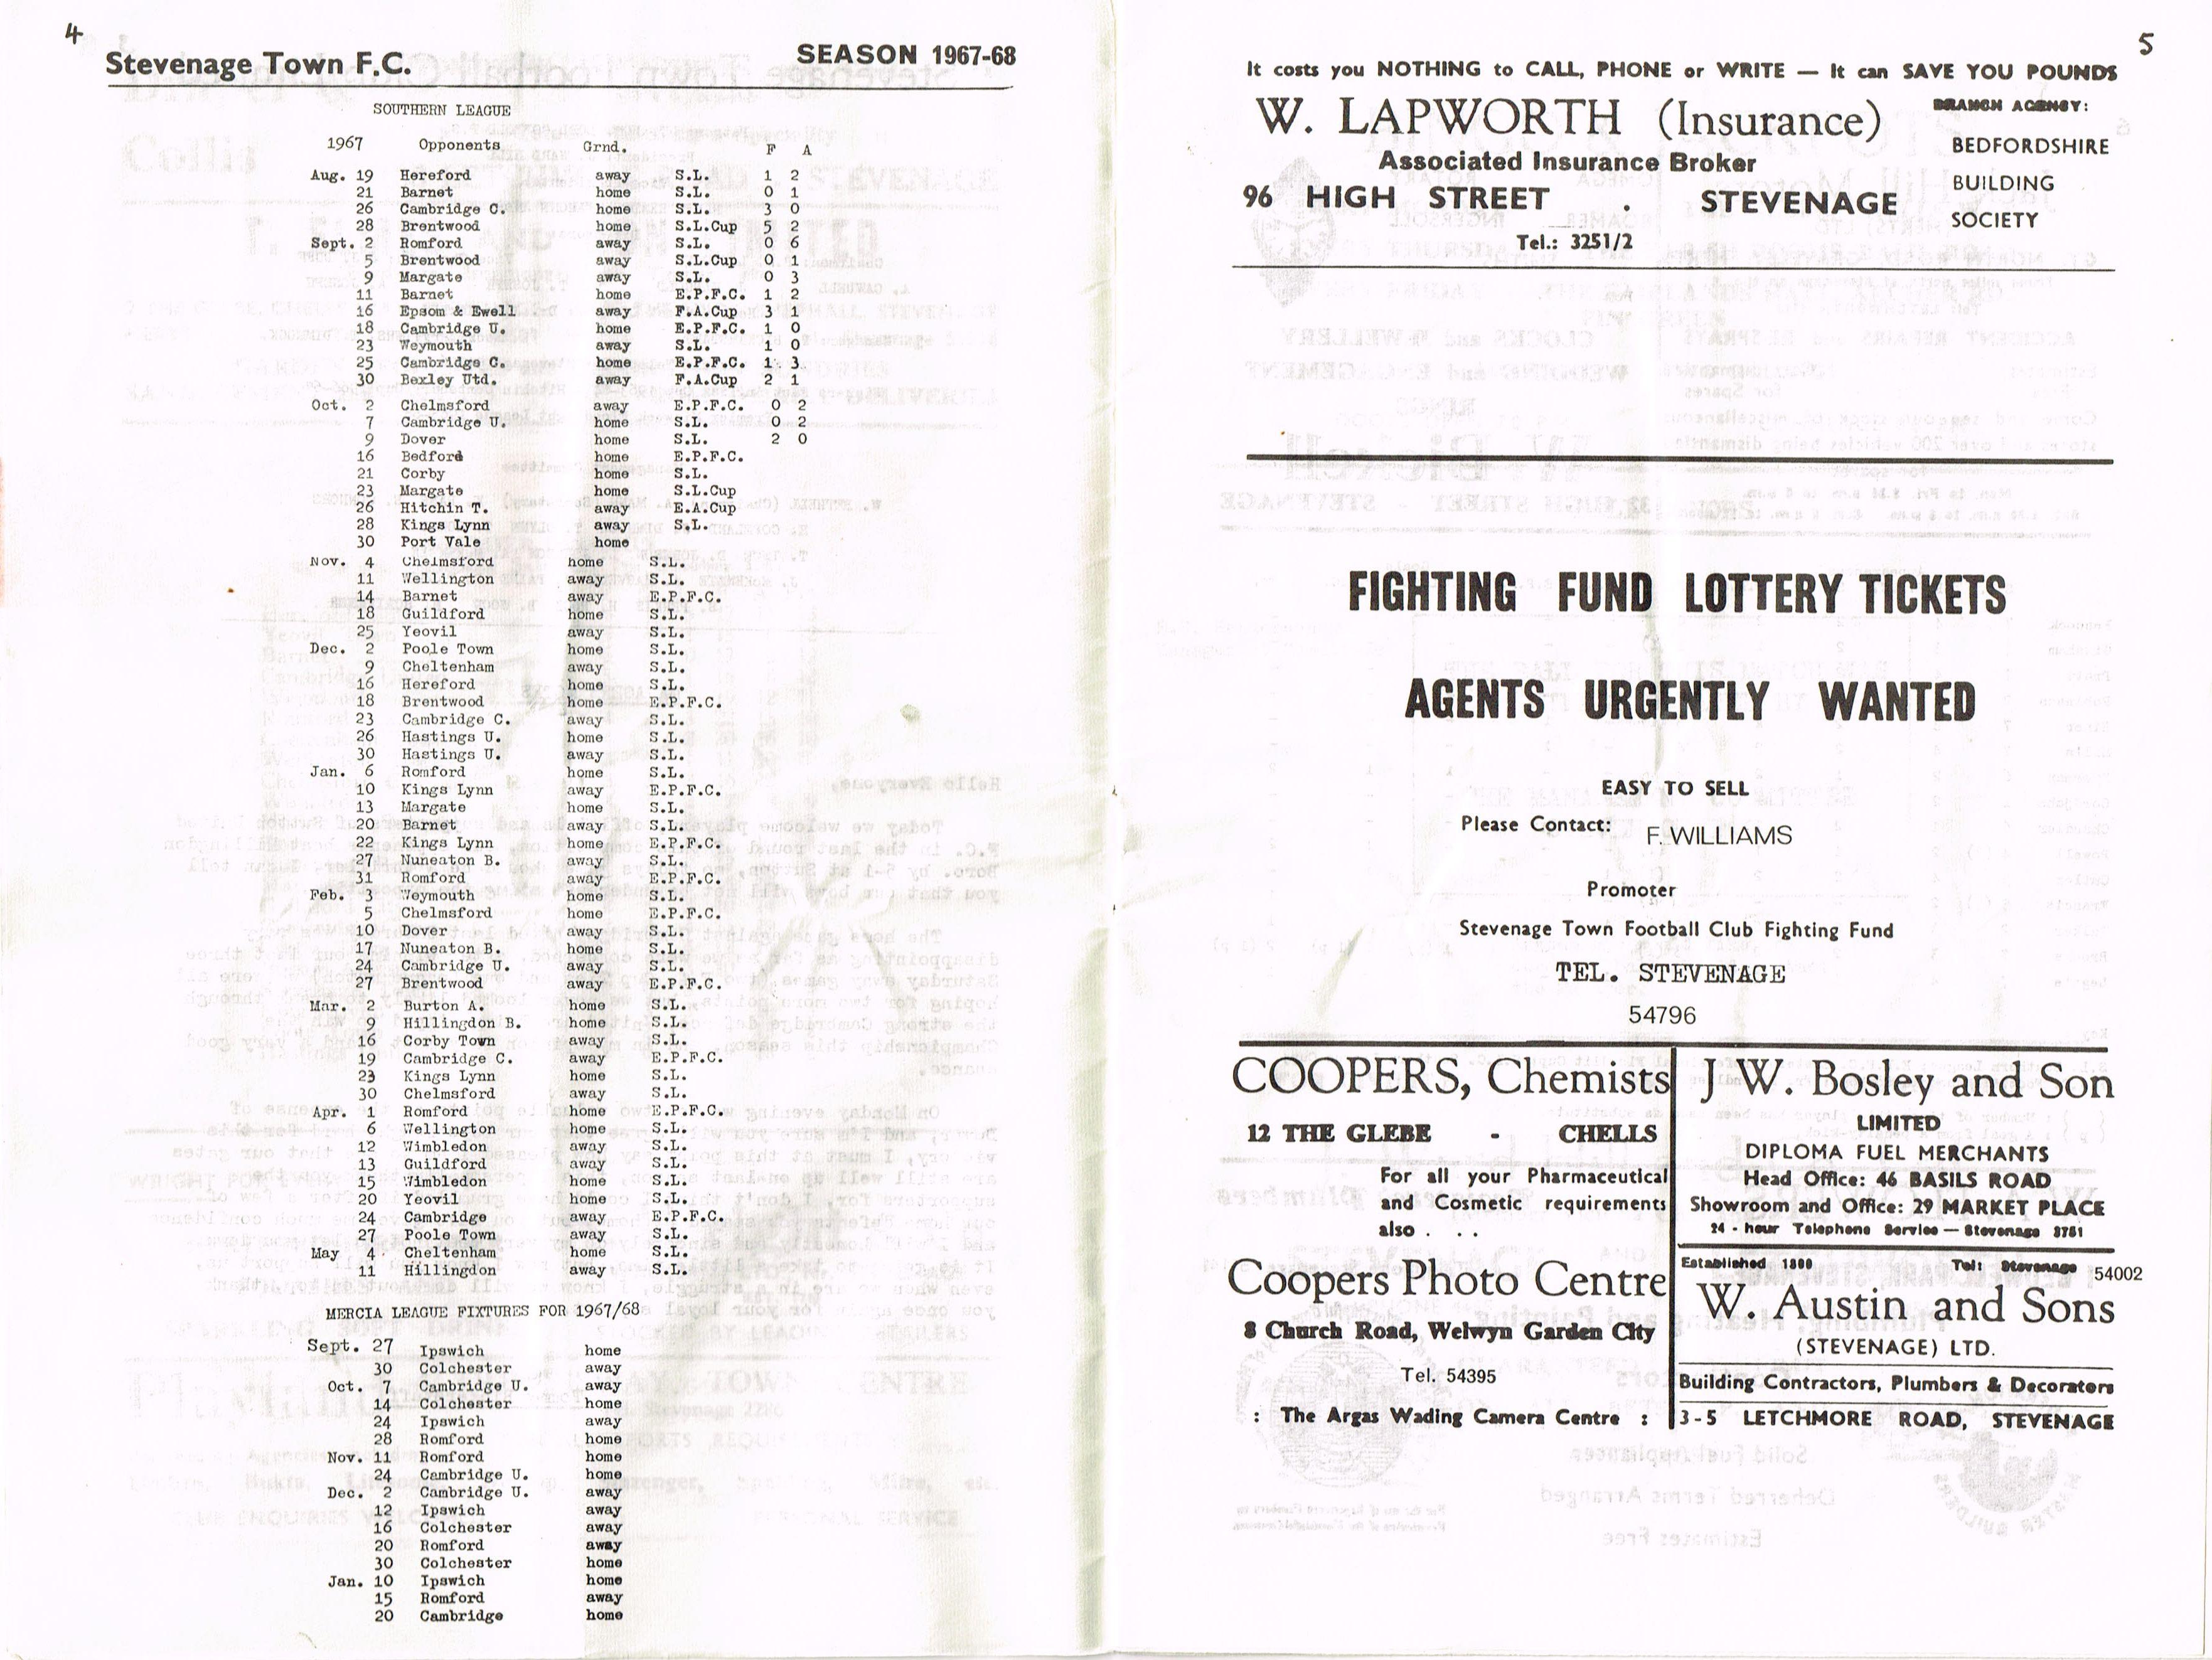 4
Stevenage Town F.C. SEASON 1967-68
SOUTHERN LEAGUE
1967 Opponents Grnd. F A
Aug. 19 Hereford away S.L. 1 2
21 Barnet home S.L. 0 1
26 Cambridge C. home S.L. 3 0
28 Brentwood home S.L.Cup 5 2
Sept. 2 Romford away S.L. 0 6
5 Brentwood away S.L.Cup 0 1
9 Margate away S.L. 0 3
11 Barnet home E.P.F.C. 1 2
16 Epsom & Ewell away F.A.Cup 3 1
18 Cambridge U. home E.P.F.C. 1 0
23 Weymouth away S.L. 1 0
25 Cambridge C. home E.P.F.C. 1 3
30 Bexley Utd. away F.A.Cup 2 1
Oct. 2 Chelmsford away E.P.F.C. 0 2
7 Cambridge U. home S.L. 0 2
9 Dover home S.L. 2 0
16 Bedford home E.P.F.C.
21 Corby home S.L.
23 Margate home S.L.Cup
26 Hitchin T. away E.A.Cup
28 Kings Lynn away S.L.
30 Port Vale home
Nov. 4 Chelmsford home S.L.
11 Wellington away S.L.
14 Barnet away E.P.F.C.
18 Guildford home S.L.
25 Yeovil away S.L.
Dec. 2 Poole Town home S.L.
9 Cheltenham away S.L.
16 Hereford home S.L.
18 Brentwood home E.P.F.C.
23 Cambridge C. away S.L.
26 Hastings U. home S.L.
30 Hastings U. away S.L.
Jan. 6 Romford home S.L.
10 Kings Lynn away E.P.F.C.
13 Margate home S.L.
20 Barnet away S.L.
22 Kings Lynn home E.P.F.C.
27 Nuneaton B. away S.L.
31 Romford away E.P.F.C.
Feb. 3 Weymouth home S.L.
5 Chelmsford home E.P.F.C.
10 Dover away S.L.
17 Nuneaton B. home S.L.
24 Cambridge U. away S.L.
27 Brentwood away E.P.F.C.
Mar. 2 Burton A. home S.L.
9 Hillingdon B. home S.L.
16 Corby Town away S.L.
19 Cambridge C. away E.P.F.C.
23 Kings Lynn home S.L.
30 Chelmsford away S.L.
Apr. 1 Romford home E.P.F.C.
6 Wellington home S.L.
12 Wimbledon away S.L.
13 Guildford away S.L.
15 Wimbledon home S.L.
20 Yeovil home S.L.
24 Cambridge away E.P.F.C.
27 Poole Town away S.L.
May 4 Cheltenham home S.L.
11 Hillingdon away S.L.
MERCIA LEAGUE FIXTURES FOR 1967/68
Sept. 27 Ipswich home
30 Colchester away
Oct. 7 Cambridge U. away
14 Colchester home
24 Ipswich away
28 Romford home
Nov. 11 Romford home
24 Cambridge U. home
Dec. 2 Cambridge U. away
12 Ipswich away
16 Colchester away
20 Romford away
30 Colchester home
Jan. 10 Ipswich home
15 Romford away
20 Cambridge home
5
It costs you NOTHING to CALL, PHONE or WRITE — It can SAVE YOU POUNDS
W. LAPWORTH (Insurance)
Associated Insurance Broker
96 HIGH STREET . STEVENAGE
Tel.: 3251/2
BRANCH AGENCY:
BEDFORDSHIRE
BUILDING
SOCIETY
FIGHTING FUND LOTTERY TICKETS
AGENTS URGENTLY WANTED
EASY TO SELL
Please Contact: F. WILLIAMS
Promoter
Stevenage Town Football Club Fighting Fund
TEL. STEVENAGE
54796
COOPERS, Chemists
12 THE GLEBE - CHELLS
For all your Pharmaceutical
and Cosmetic requirements
also . . .
Coopers Photo Centre
8 Church Road, Welwyn Garden City
Tel. 54395
: The Argas Wading Camera Centre :
J W. Bosley and Son
LIMITED
DIPLOMA FUEL MERCHANTS
Head Office: 46 BASILS ROAD
Showroom and Office: 29 MARKET PLACE
24 - hour Telephone Service — Stevenage 3751
Established 1800 Tel: Stevenage 54002
W. Austin and Sons
(STEVENAGE) LTD.
Building Contractors, Plumbers & Decorators
3-5 LETCHMORE ROAD, STEVENAGE